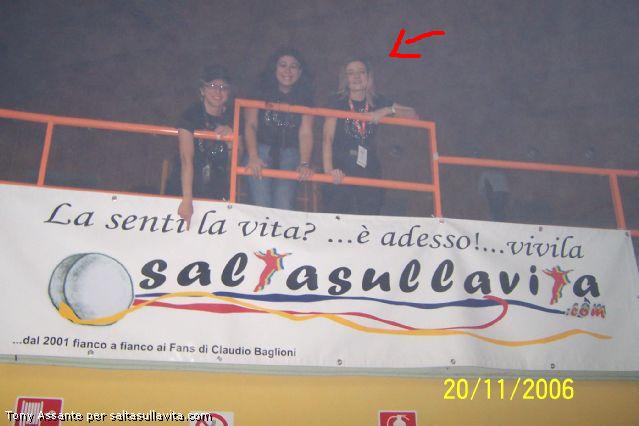 La senti la vita? ...è adesso!...vivila
saltasullavita
.com
...dal 2001 fianco a fianco ai Fans di Claudio Baglioni
20/11/2006
Tony Assante per saltasullavita.com